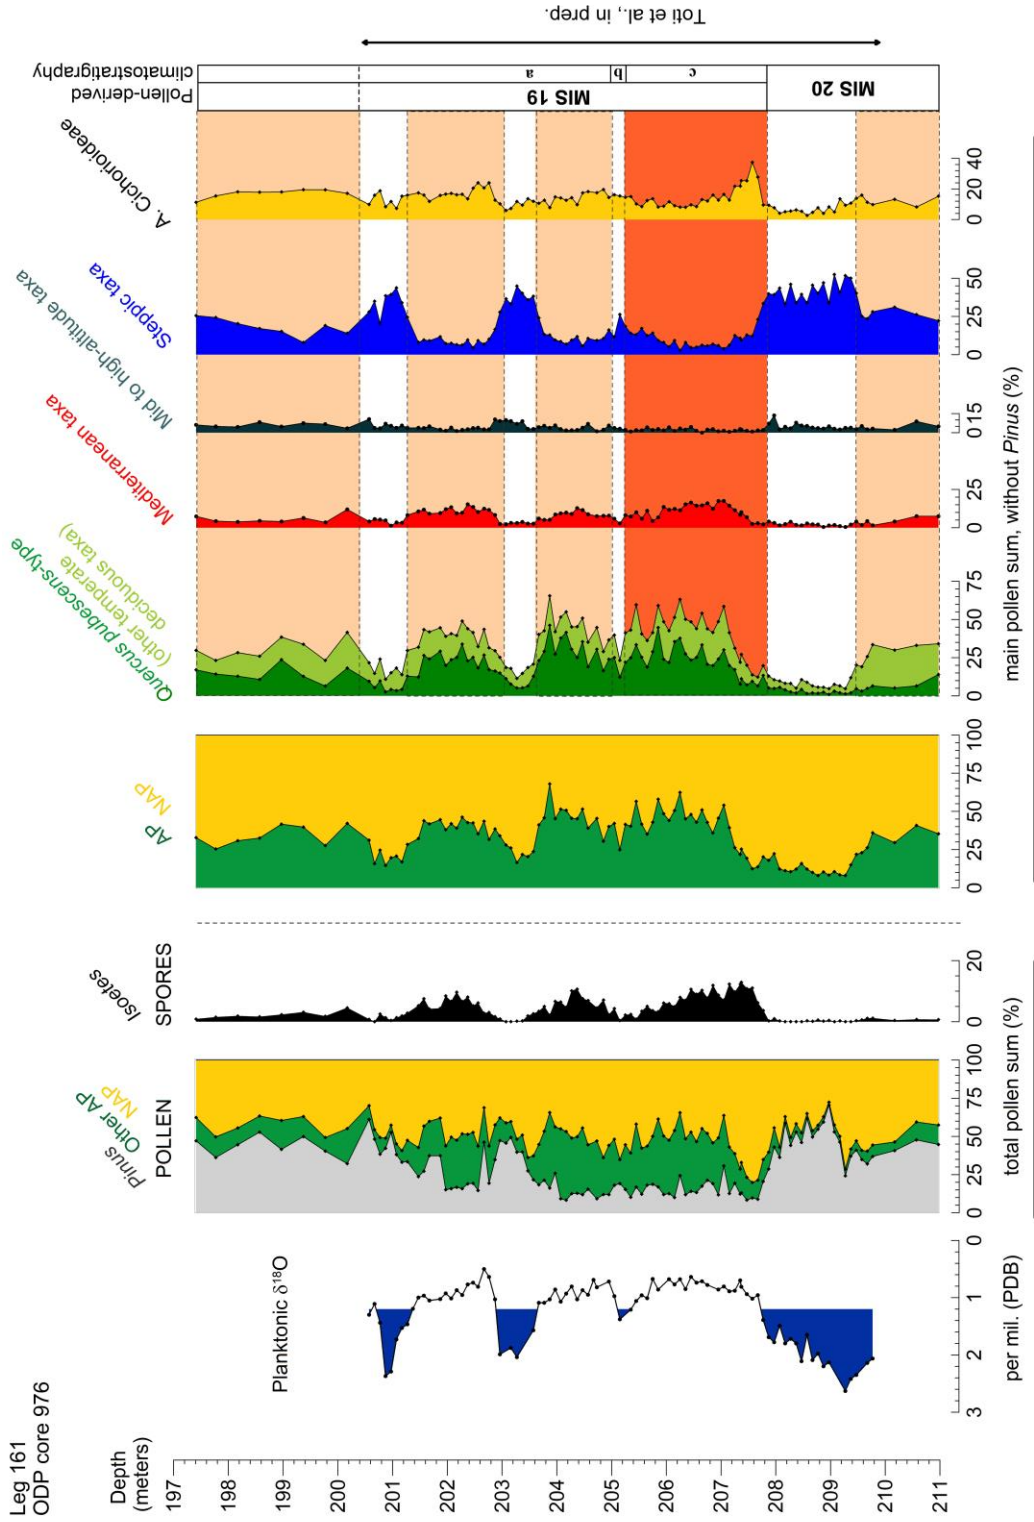 Leg 161
ODP core 976
Depth
(meters)
197
198
199
200
201
202
203
204
205
206
207
208
209
210
211
Planktonic δ¹⁸O
3
2
1
0
per mil. (PDB)
Pinus
Other AP
NAP
POLLEN
0
25
50
75
100
total pollen sum (%)
Isoetes
SPORES
0
20
AP
NAP
0
25
50
75
100
Quercus pubescens-type
(other temperate
deciduous taxa)
0
25
50
75
Mediterranean taxa
0
25
Mid to high-altitude taxa
0
15
Steppic taxa
0
25
50
A. Cichorioideae
0
20
40
main pollen sum, without Pinus (%)
Pollen-derived
climatostratigraphy
MIS 19
a
b
c
MIS 20
Toti et al., in prep.